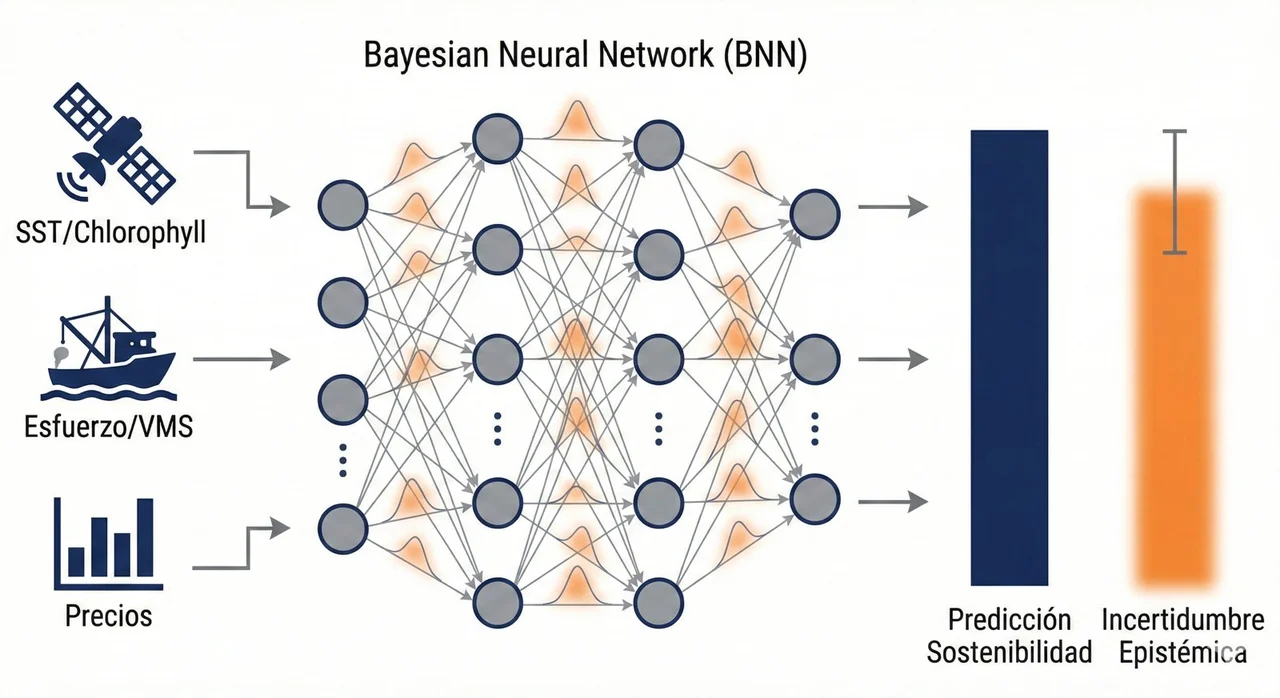 Bayesian Neural Network (BNN)
SST/Chlorophyll
Esfuerzo/VMS
Precios
Predicción
Sostenibilidad
Incertidumbre
Epistémica